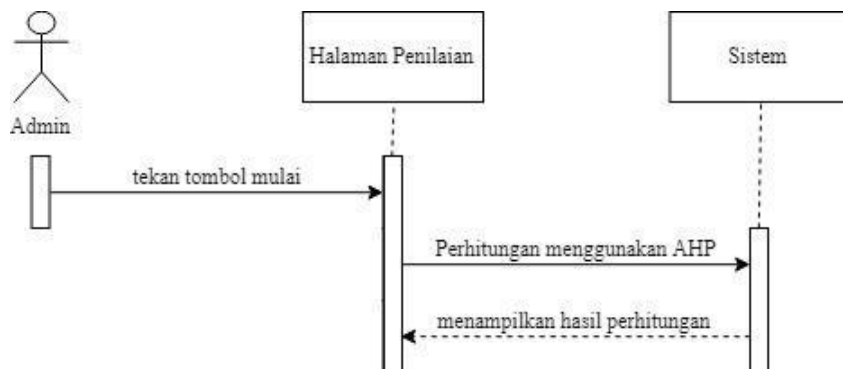 Halaman Penilaian
Sistem
Admin
tekan tombol mulai
Perhitungan menggunakan AHP
menampilkan hasil perhitungan